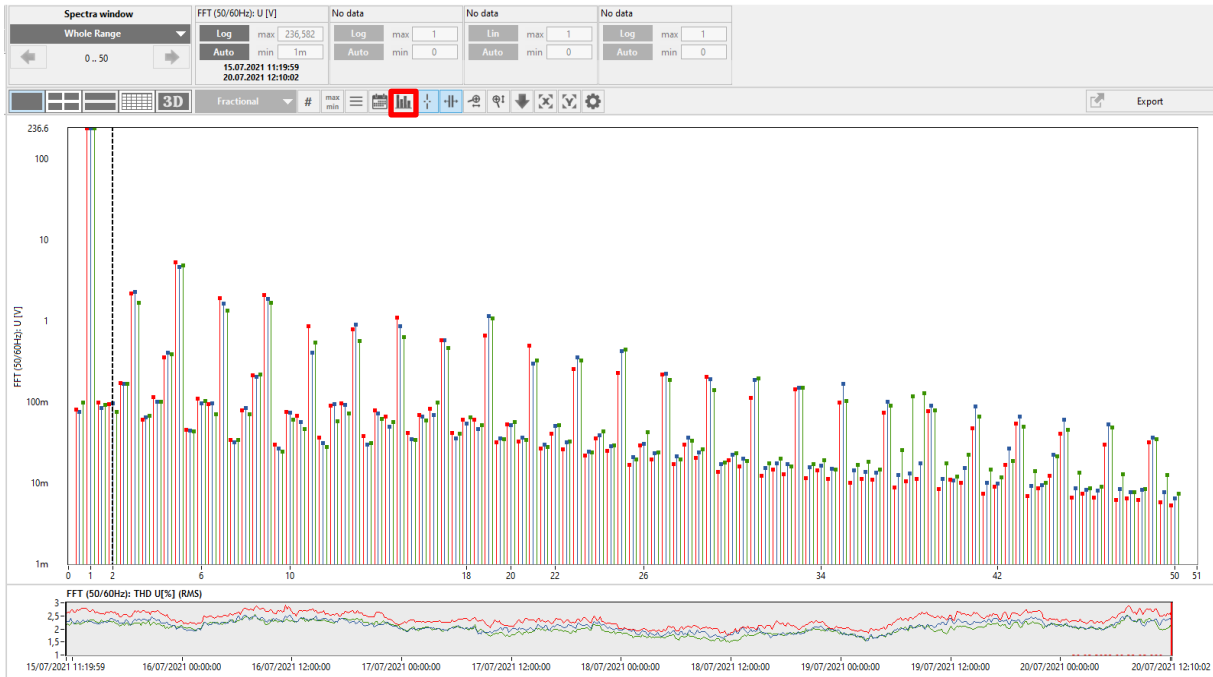 Spectra window
Whole Range
0 .. 50
FFT (50/60Hz): U [V]
Log max 236,582
Auto min 1m
15.07.2021 11:19:59
20.07.2021 12:10:02
No data
Log max 1
Auto min 0
No data
Lin max 1
Auto min 0
No data
Log max 1
Auto min 0
3D
Fractional
#
max
min
X
Y
Export
236.6
100
10
1
100m
10m
1m
FFT (50/60Hz): U [V]
0 1 2 6 10 18 20 22 26 34 42 50 51
FFT (50/60Hz): THD U[%] (RMS)
3
2,5
2
1,5
1
15/07/2021 11:19:59 16/07/2021 00:00:00 16/07/2021 12:00:00 17/07/2021 00:00:00 17/07/2021 12:00:00 18/07/2021 00:00:00 18/07/2021 12:00:00 19/07/2021 00:00:00 19/07/2021 12:00:00 20/07/2021 00:00:00 20/07/2021 12:10:02